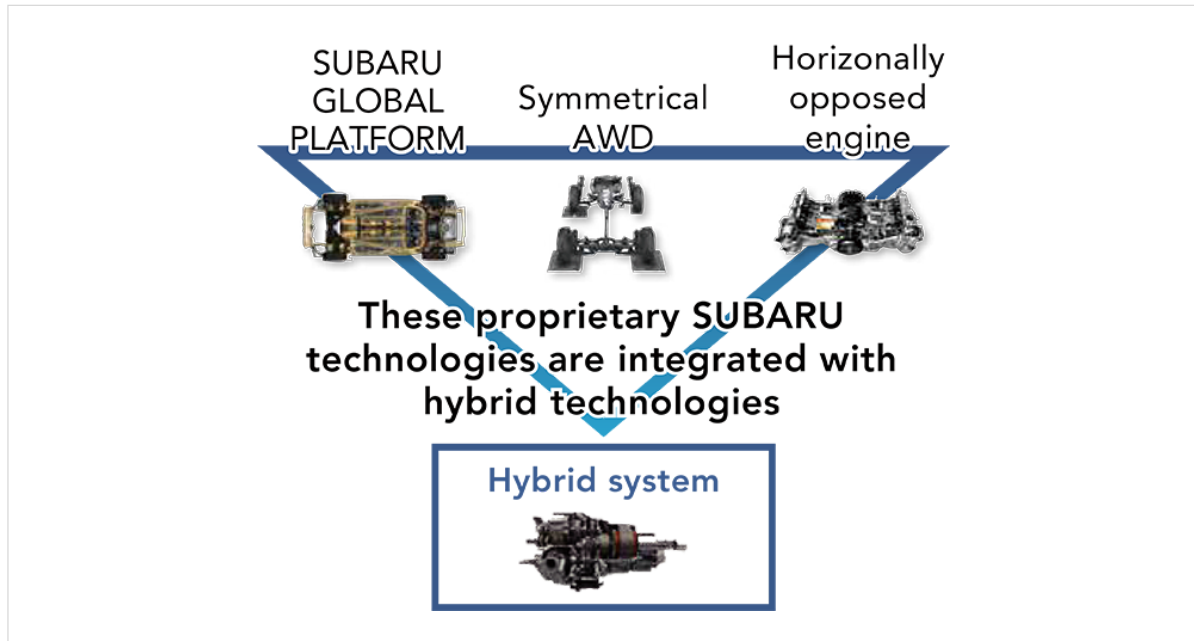 SUBARU
GLOBAL
PLATFORM
Symmetrical
AWD
Horizonally
opposed
engine
These proprietary SUBARU
technologies are integrated with
hybrid technologies
Hybrid system